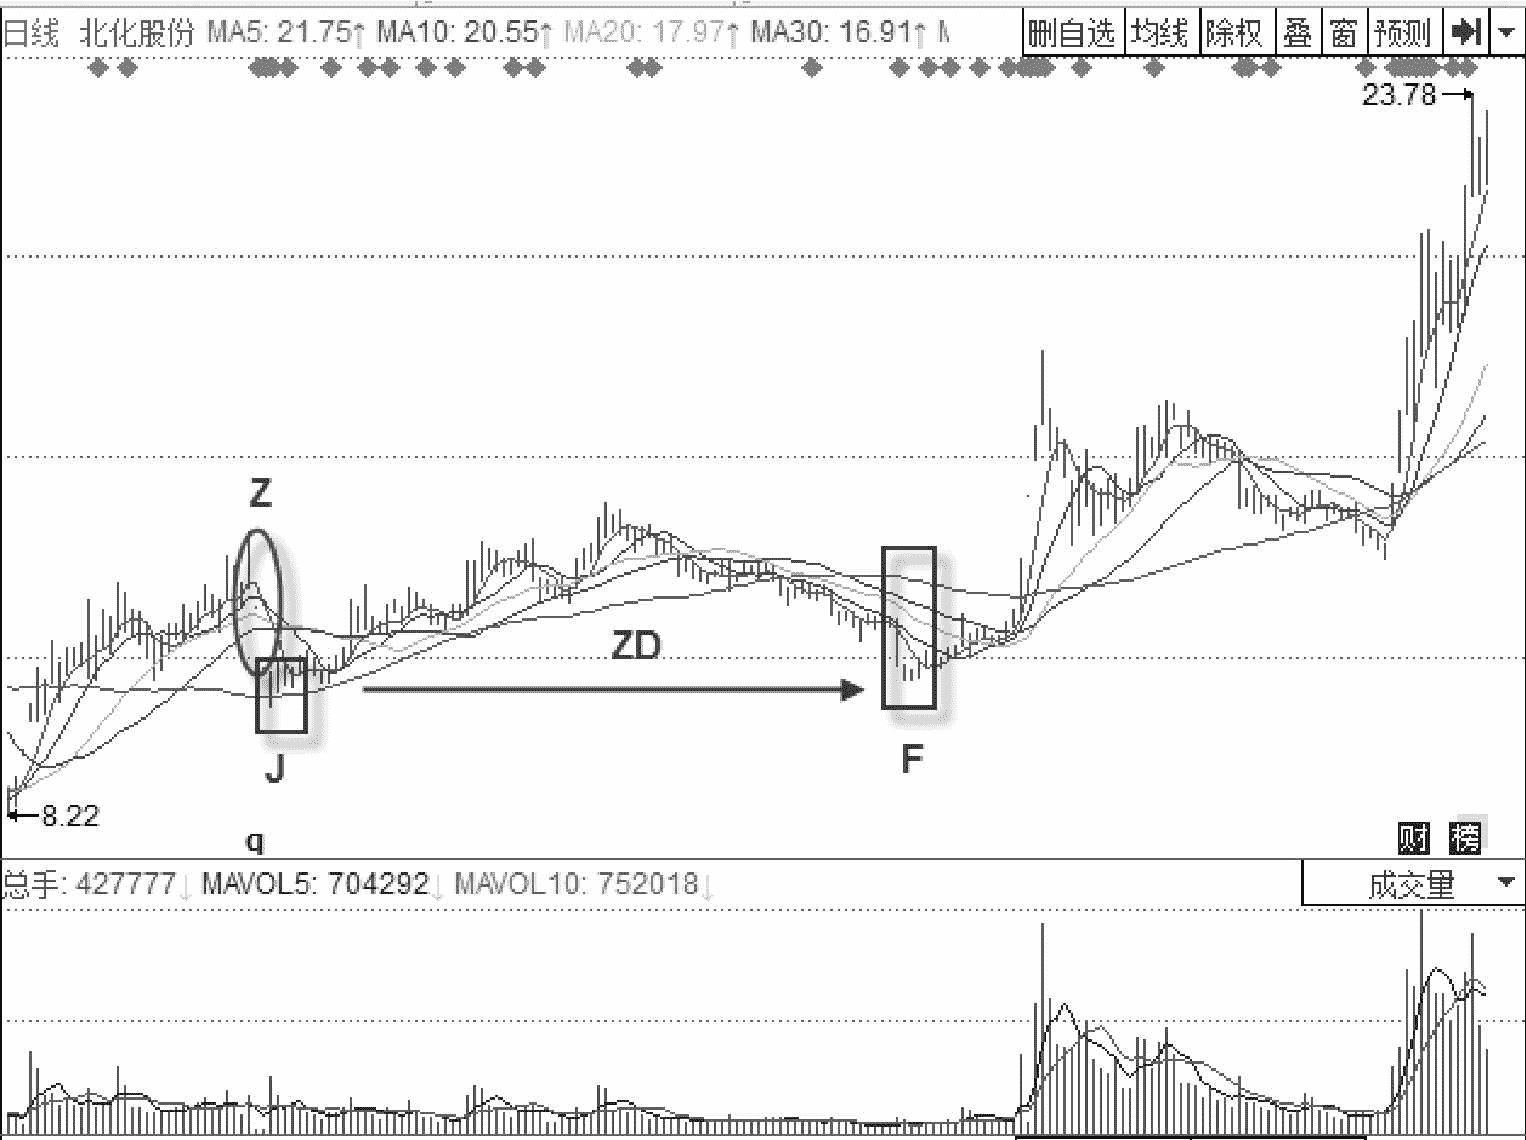 日线 北化股份 MA5: 21.75↑ MA10: 20.55↑ MA20: 17.97↑ MA30: 16.91↑ M
删自选 均线 除权 叠 窗 预测
23.78
Z
ZD
J
F
8.22
q
财 榜
总手: 427777↓ MAVOL5: 704292↓ MAVOL10: 752018↓
成交量